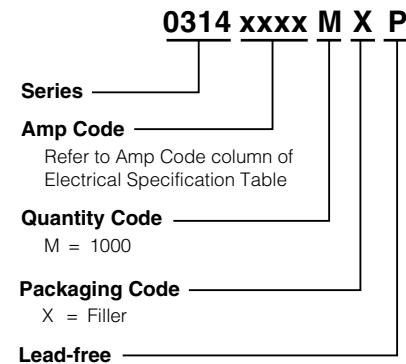 0314 xxxx M X P
Series
Amp Code
Refer to Amp Code column of
Electrical Specification Table
Quantity Code
M = 1000
Packaging Code
X = Filler
Lead-free